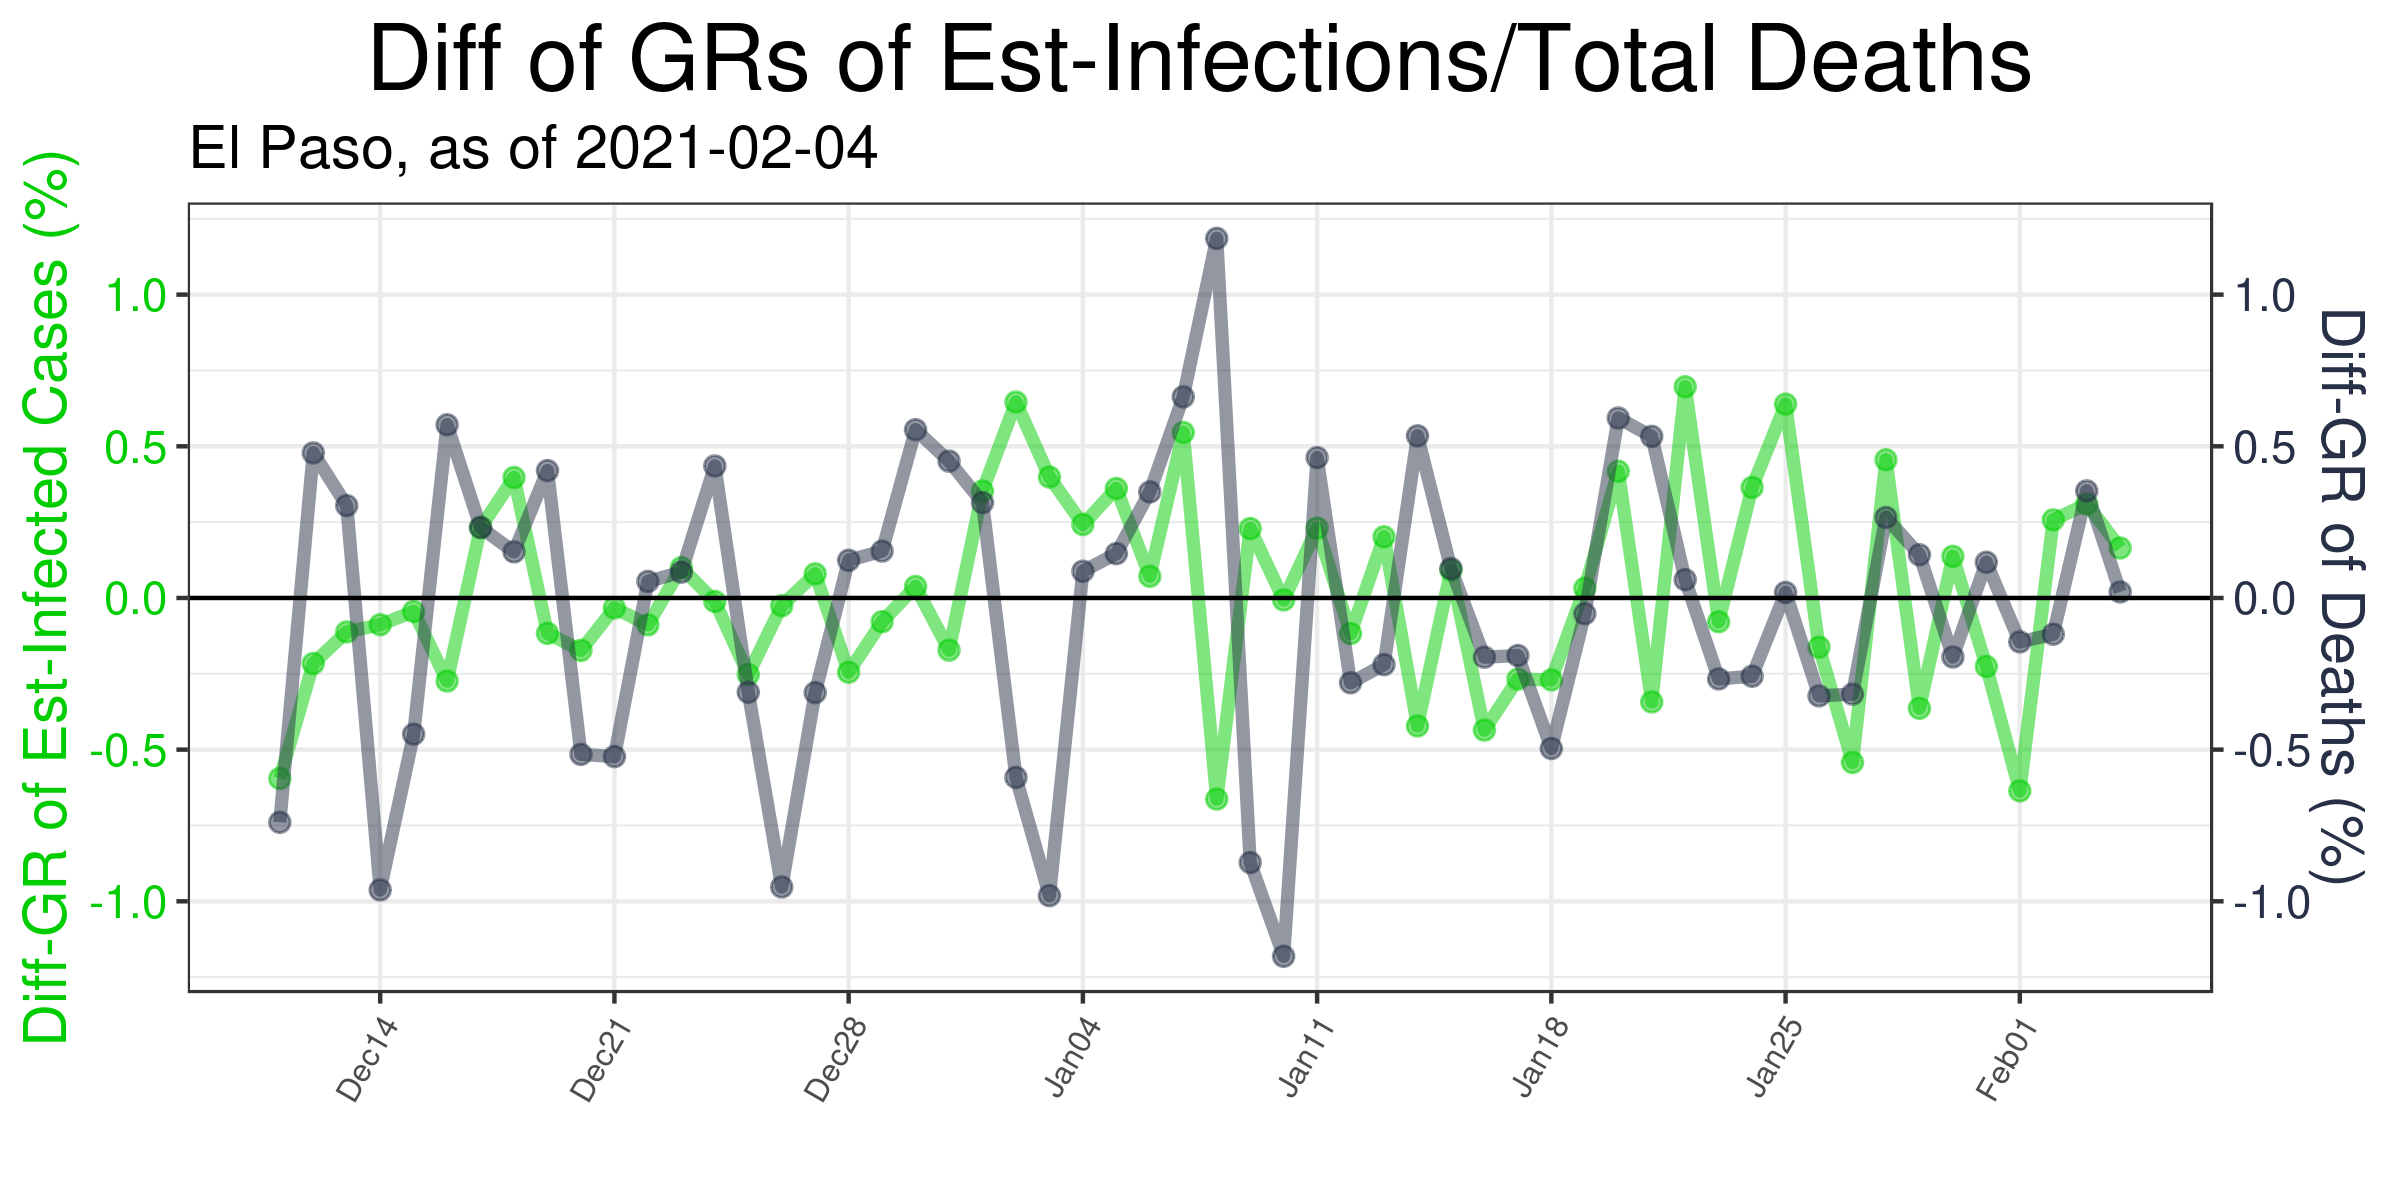 Diff of GRs of Est-Infections/Total Deaths
El Paso, as of 2021-02-04
Diff-GR of Est-Infected Cases (%)
1.0
0.5
0.0
-0.5
-1.0
1.0
0.5
0.0
-0.5
-1.0
Diff-GR of Deaths (%)
Dec14
Dec21
Dec28
Jan04
Jan11
Jan18
Jan25
Feb01